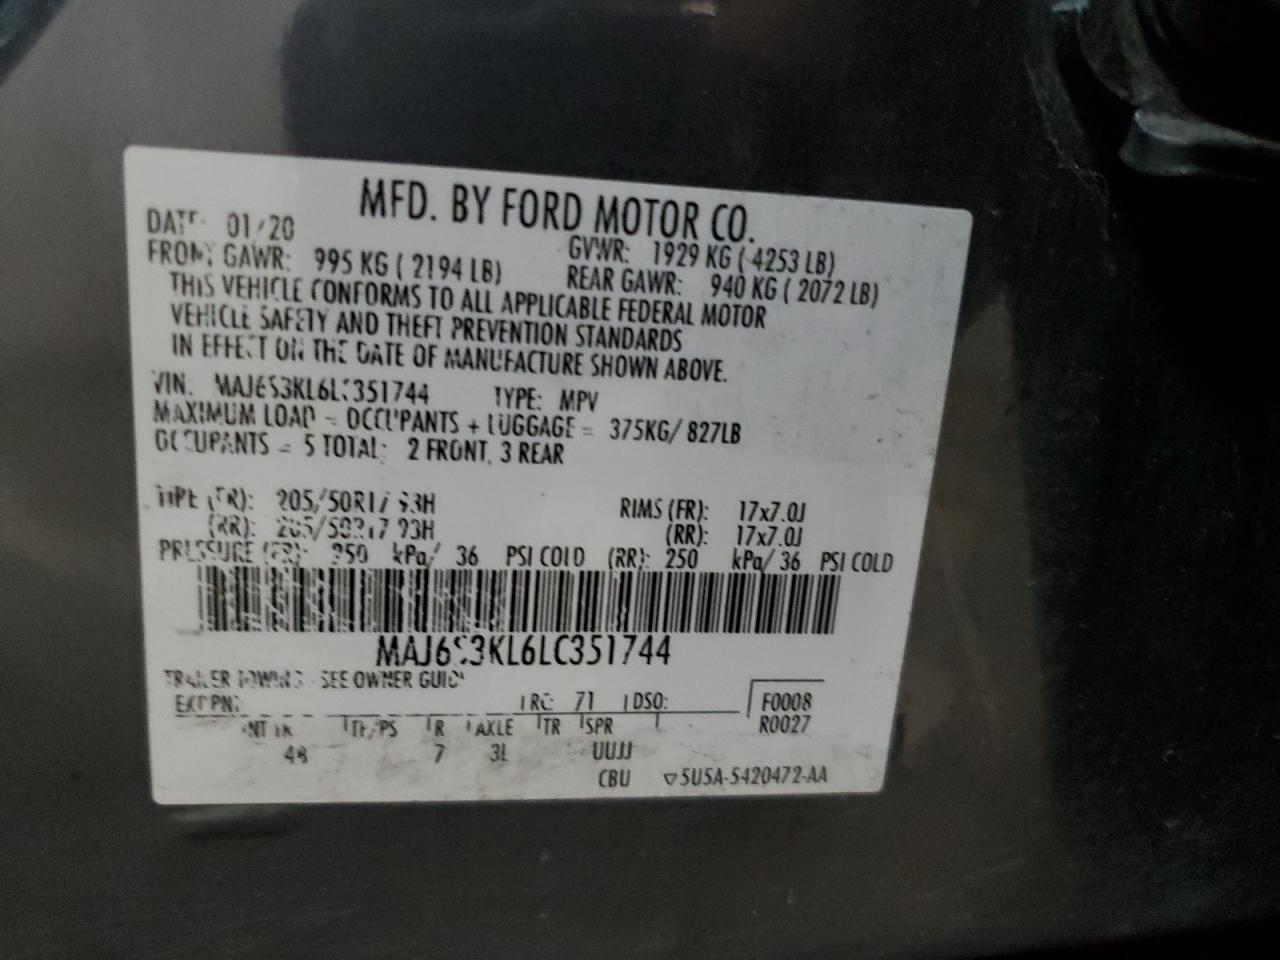 MFD. BY FORD MOTOR CO.
DATE: 01/20 GVWR: 1929 KG ( 4253 LB)
FRONT GAWR: 995 KG ( 2194 LB) REAR GAWR: 940 KG ( 2072 LB)
THIS VEHICLE CONFORMS TO ALL APPLICABLE FEDERAL MOTOR
VEHICLE SAFETY AND THEFT PREVENTION STANDARDS
IN EFFECT ON THE DATE OF MANUFACTURE SHOWN ABOVE.
VIN: MAJ6S3KL6LC351744 TYPE: MPV
MAXIMUM LOAD = OCCUPANTS + LUGGAGE = 375KG/ 827LB
OCCUPANTS = 5 TOTAL: 2 FRONT, 3 REAR
(FR): 205/50R17 93H RIMS (FR): 17x7.0J
(RR): 205/50R17 93H (RR): 17x7.0J
PRESSURE (FR): 250 kPa/ 36 PSI COLD (RR): 250 kPa/ 36 PSI COLD
MAJ6S3KL6LC351744
TRAILER TOWING - SEE OWNER GUIDE
EXT PNT: RC: 71 DSO: F0008
INT TR TP/PS R AXLE TR SPR R0027
7 3L UUJJ
CBU ▽5U5A-5420472-AA